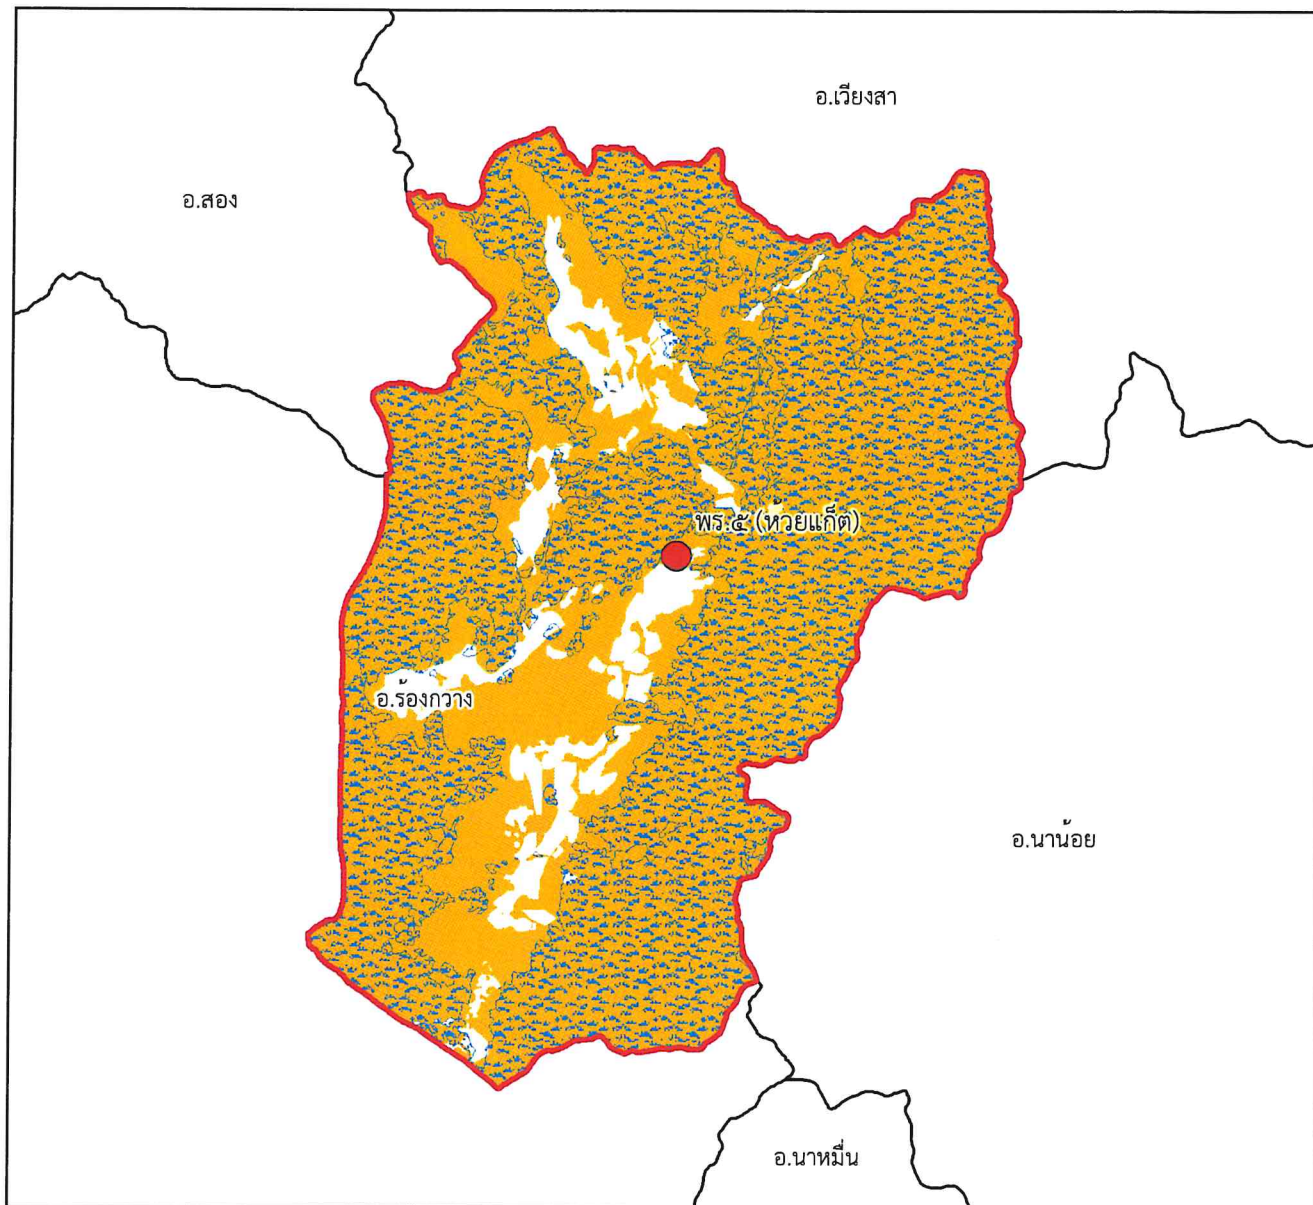 อ.เวียงสา
อ.สอง
พร.๕ (ห้วยแก็ต)
อ.ร้องกวาง
อ.นาน้อย
อ.นาหมื่น